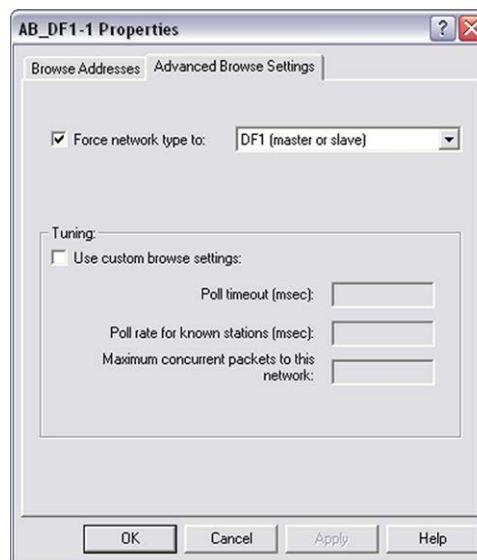 AB_DF1-1 Properties
Browse Addresses
Advanced Browse Settings
Force network type to:
DF1 (master or slave)
Tuning:
Use custom browse settings:
Poll timeout (msec):
Poll rate for known stations (msec):
Maximum concurrent packets to this
network:
OK
Cancel
Apply
Help